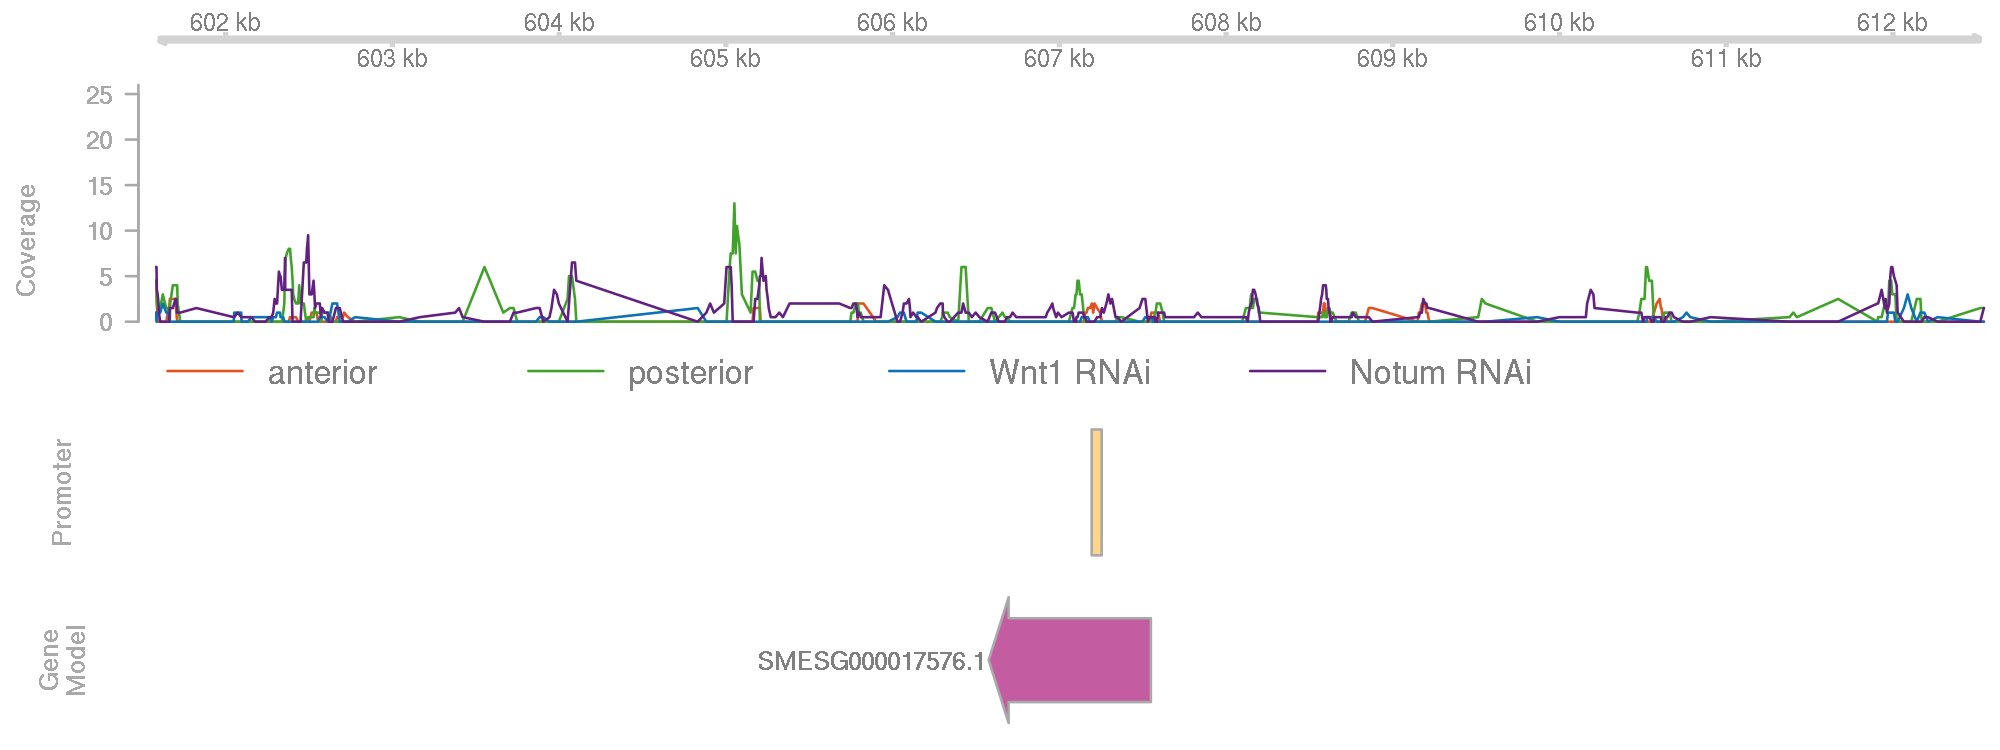 602 kb 604 kb 606 kb 608 kb 610 kb 612 kb
603 kb 605 kb 607 kb 609 kb 611 kb
Coverage
25
20
15
10
5
0
anterior posterior Wnt1 RNAi Notum RNAi
Promoter
Gene
Model
SMESG000017576.1